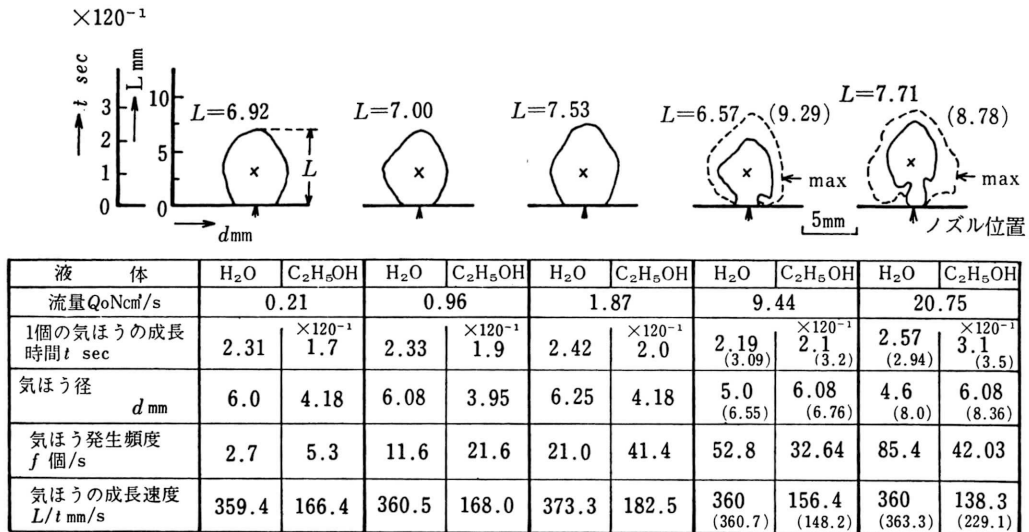 ×120⁻¹
t sec
L mm
3
2
1
0
10
5
0
d mm
L=6.92
L
L=7.00
L=7.53
L=6.57 (9.29)
max
5mm
L=7.71
(8.78)
max
ノズル位置
液 体 H₂O C₂H₅OH H₂O C₂H₅OH H₂O C₂H₅OH H₂O C₂H₅OH H₂O C₂H₅OH
流量QoNcm³/s 0.21 0.96 1.87 9.44 20.75
1個の気ほうの成長 ×120⁻¹ ×120⁻¹ ×120⁻¹ ×120⁻¹ ×120⁻¹
時間t sec 2.31 1.7 2.33 1.9 2.42 2.0 2.19 2.1 2.57 3.1
(3.09) (3.2) (2.94) (3.5)
気ほう径
d mm 6.0 4.18 6.08 3.95 6.25 4.18 5.0 6.08 4.6 6.08
(6.55) (6.76) (8.0) (8.36)
気ほう発生頻度
f 個/s 2.7 5.3 11.6 21.6 21.0 41.4 52.8 32.64 85.4 42.03
気ほうの成長速度
L/t mm/s 359.4 166.4 360.5 168.0 373.3 182.5 360 156.4 360 138.3
(360.7) (148.2) (363.3) (229.1)